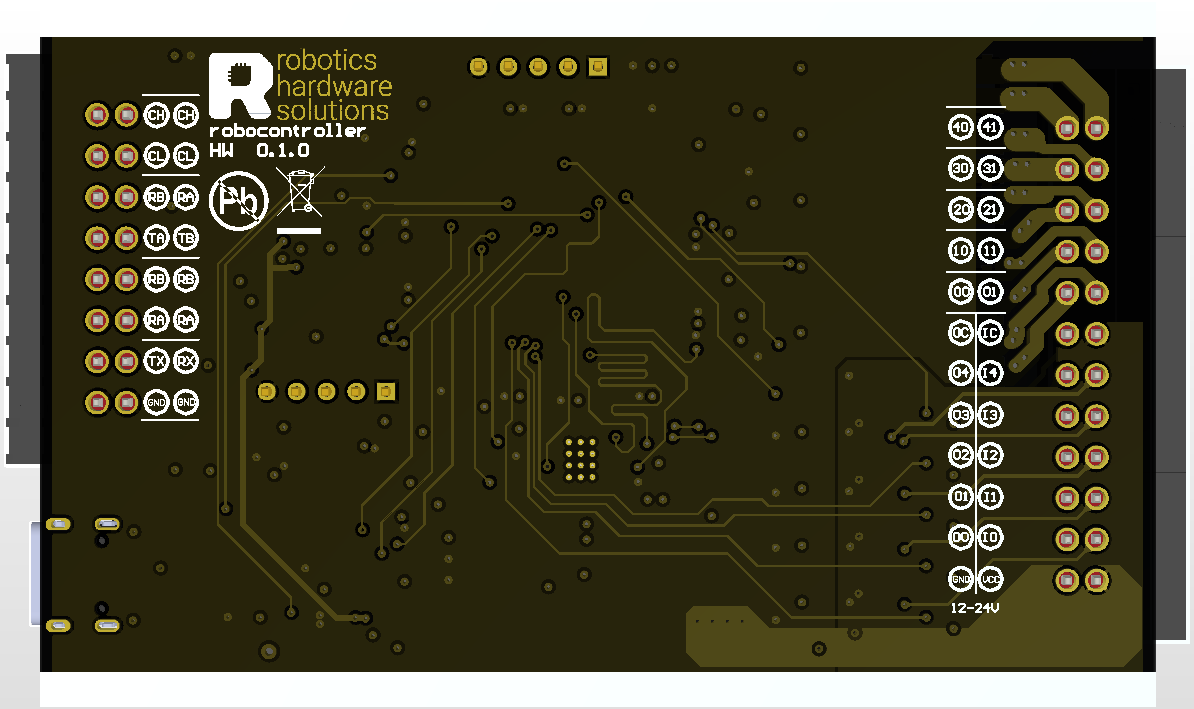 robotics
hardware
solutions
robocontroller
HW 0.1.0
Pb
CH CH
CL CL
RB RA
TA TB
RB RB
RA RA
TX RX
GND GND
40 41
30 31
20 21
10 11
00 01
OC IC
O4 I4
O3 I3
O2 I2
O1 I1
O0 I0
GND VCC
12-24V